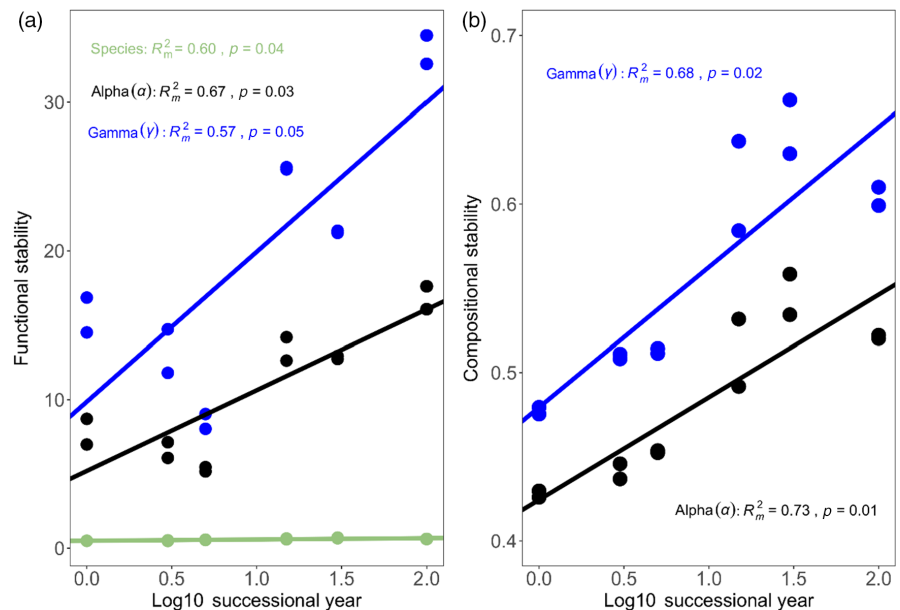 (a)
Species: R²m = 0.60 , p = 0.04
Alpha(α): R²m = 0.67 , p = 0.03
Gamma(γ): R²m = 0.57 , p = 0.05
Functional stability
30
20
10
0
0.0 0.5 1.0 1.5 2.0
Log10 successional year
(b)
Gamma(γ): R²m = 0.68 , p = 0.02
Alpha(α): R²m = 0.73 , p = 0.01
Compositional stability
0.7
0.6
0.5
0.4
0.0 0.5 1.0 1.5 2.0
Log10 successional year